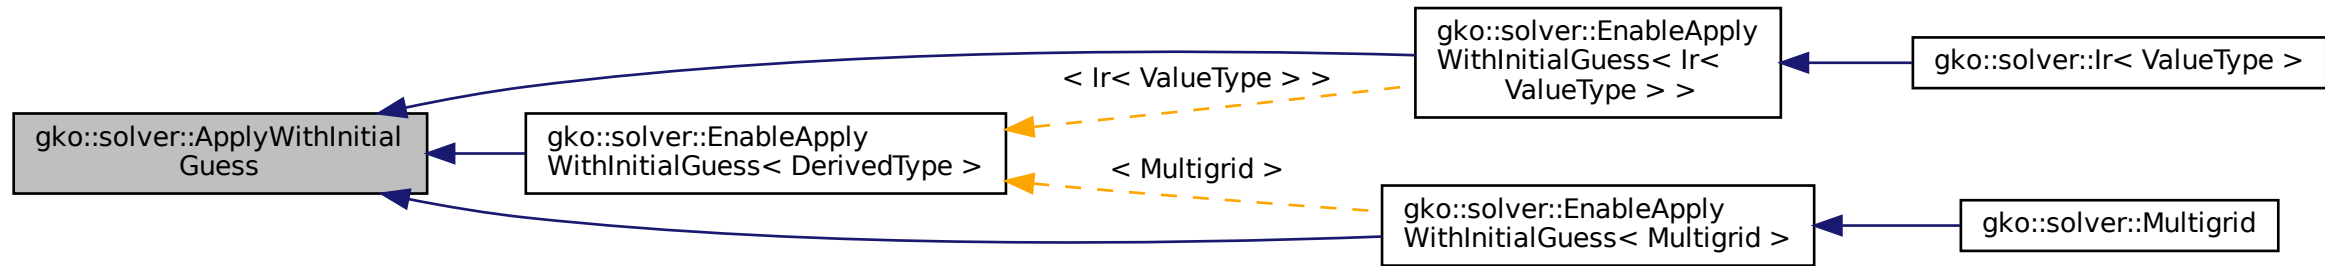 gko::solver::ApplyWithInitial
Guess
gko::solver::EnableApply
WithInitialGuess< DerivedType >
< Ir< ValueType > >
< Multigrid >
gko::solver::EnableApply
WithInitialGuess< Ir<
ValueType > >
gko::solver::Ir< ValueType >
gko::solver::EnableApply
WithInitialGuess< Multigrid >
gko::solver::Multigrid